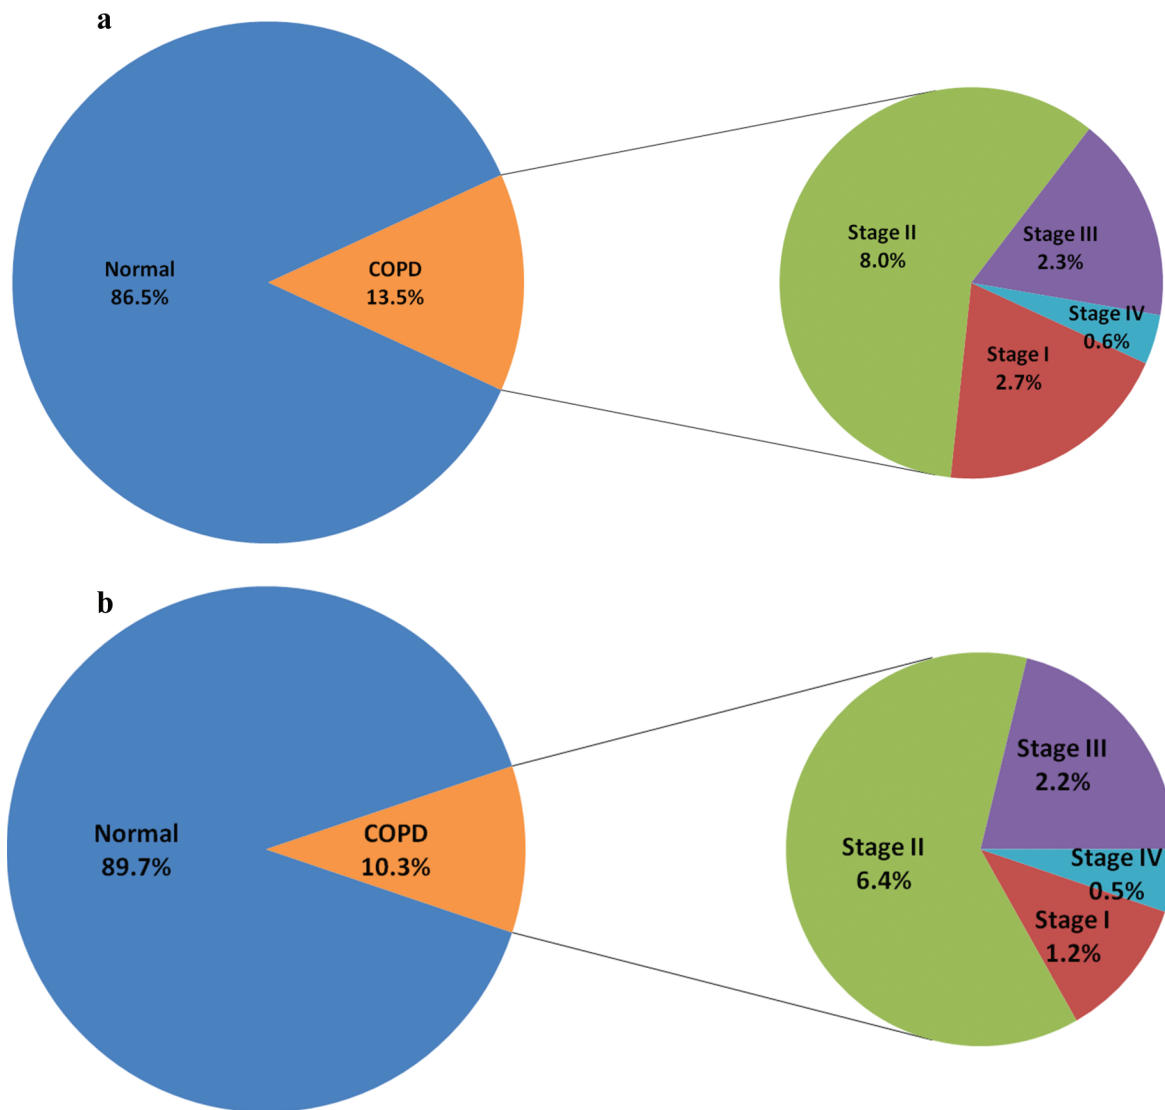 a
Normal
86.5%
COPD
13.5%
Stage II
8.0%
Stage III
2.3%
Stage IV
0.6%
Stage I
2.7%
b
Normal
89.7%
COPD
10.3%
Stage II
6.4%
Stage III
2.2%
Stage IV
0.5%
Stage I
1.2%